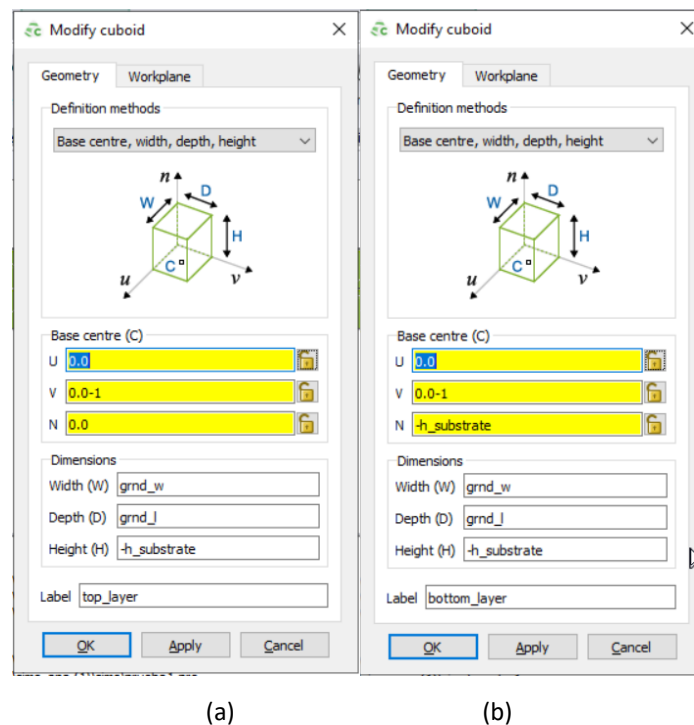 Modify cuboid
Geometry Workplane
Definition methods
Base centre, width, depth, height
n
W D
H
C
u v
Base centre (C)
U 0.0
V 0.0-1
N 0.0
Dimensions
Width (W) grnd_w
Depth (D) grnd_l
Height (H) -h_substrate
Label top_layer
OK Apply Cancel
(a)
Modify cuboid
Geometry Workplane
Definition methods
Base centre, width, depth, height
n
W D
H
C
u v
Base centre (C)
U 0.0
V 0.0-1
N -h_substrate
Dimensions
Width (W) grnd_w
Depth (D) grnd_l
Height (H) -h_substrate
Label bottom_layer
OK Apply Cancel
(b)